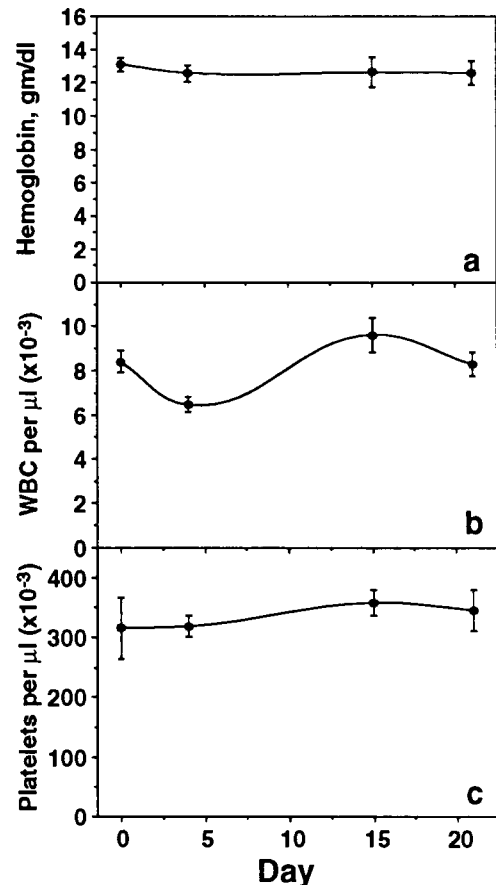 Hemoglobin, gm/dl
16
14
12
10
8
6
4
2
0
a
WBC per µl (x10⁻³)
10
8
6
4
2
0
b
Platelets per µl (x10⁻³)
400
300
200
100
0
c
0 5 10 15 20
Day